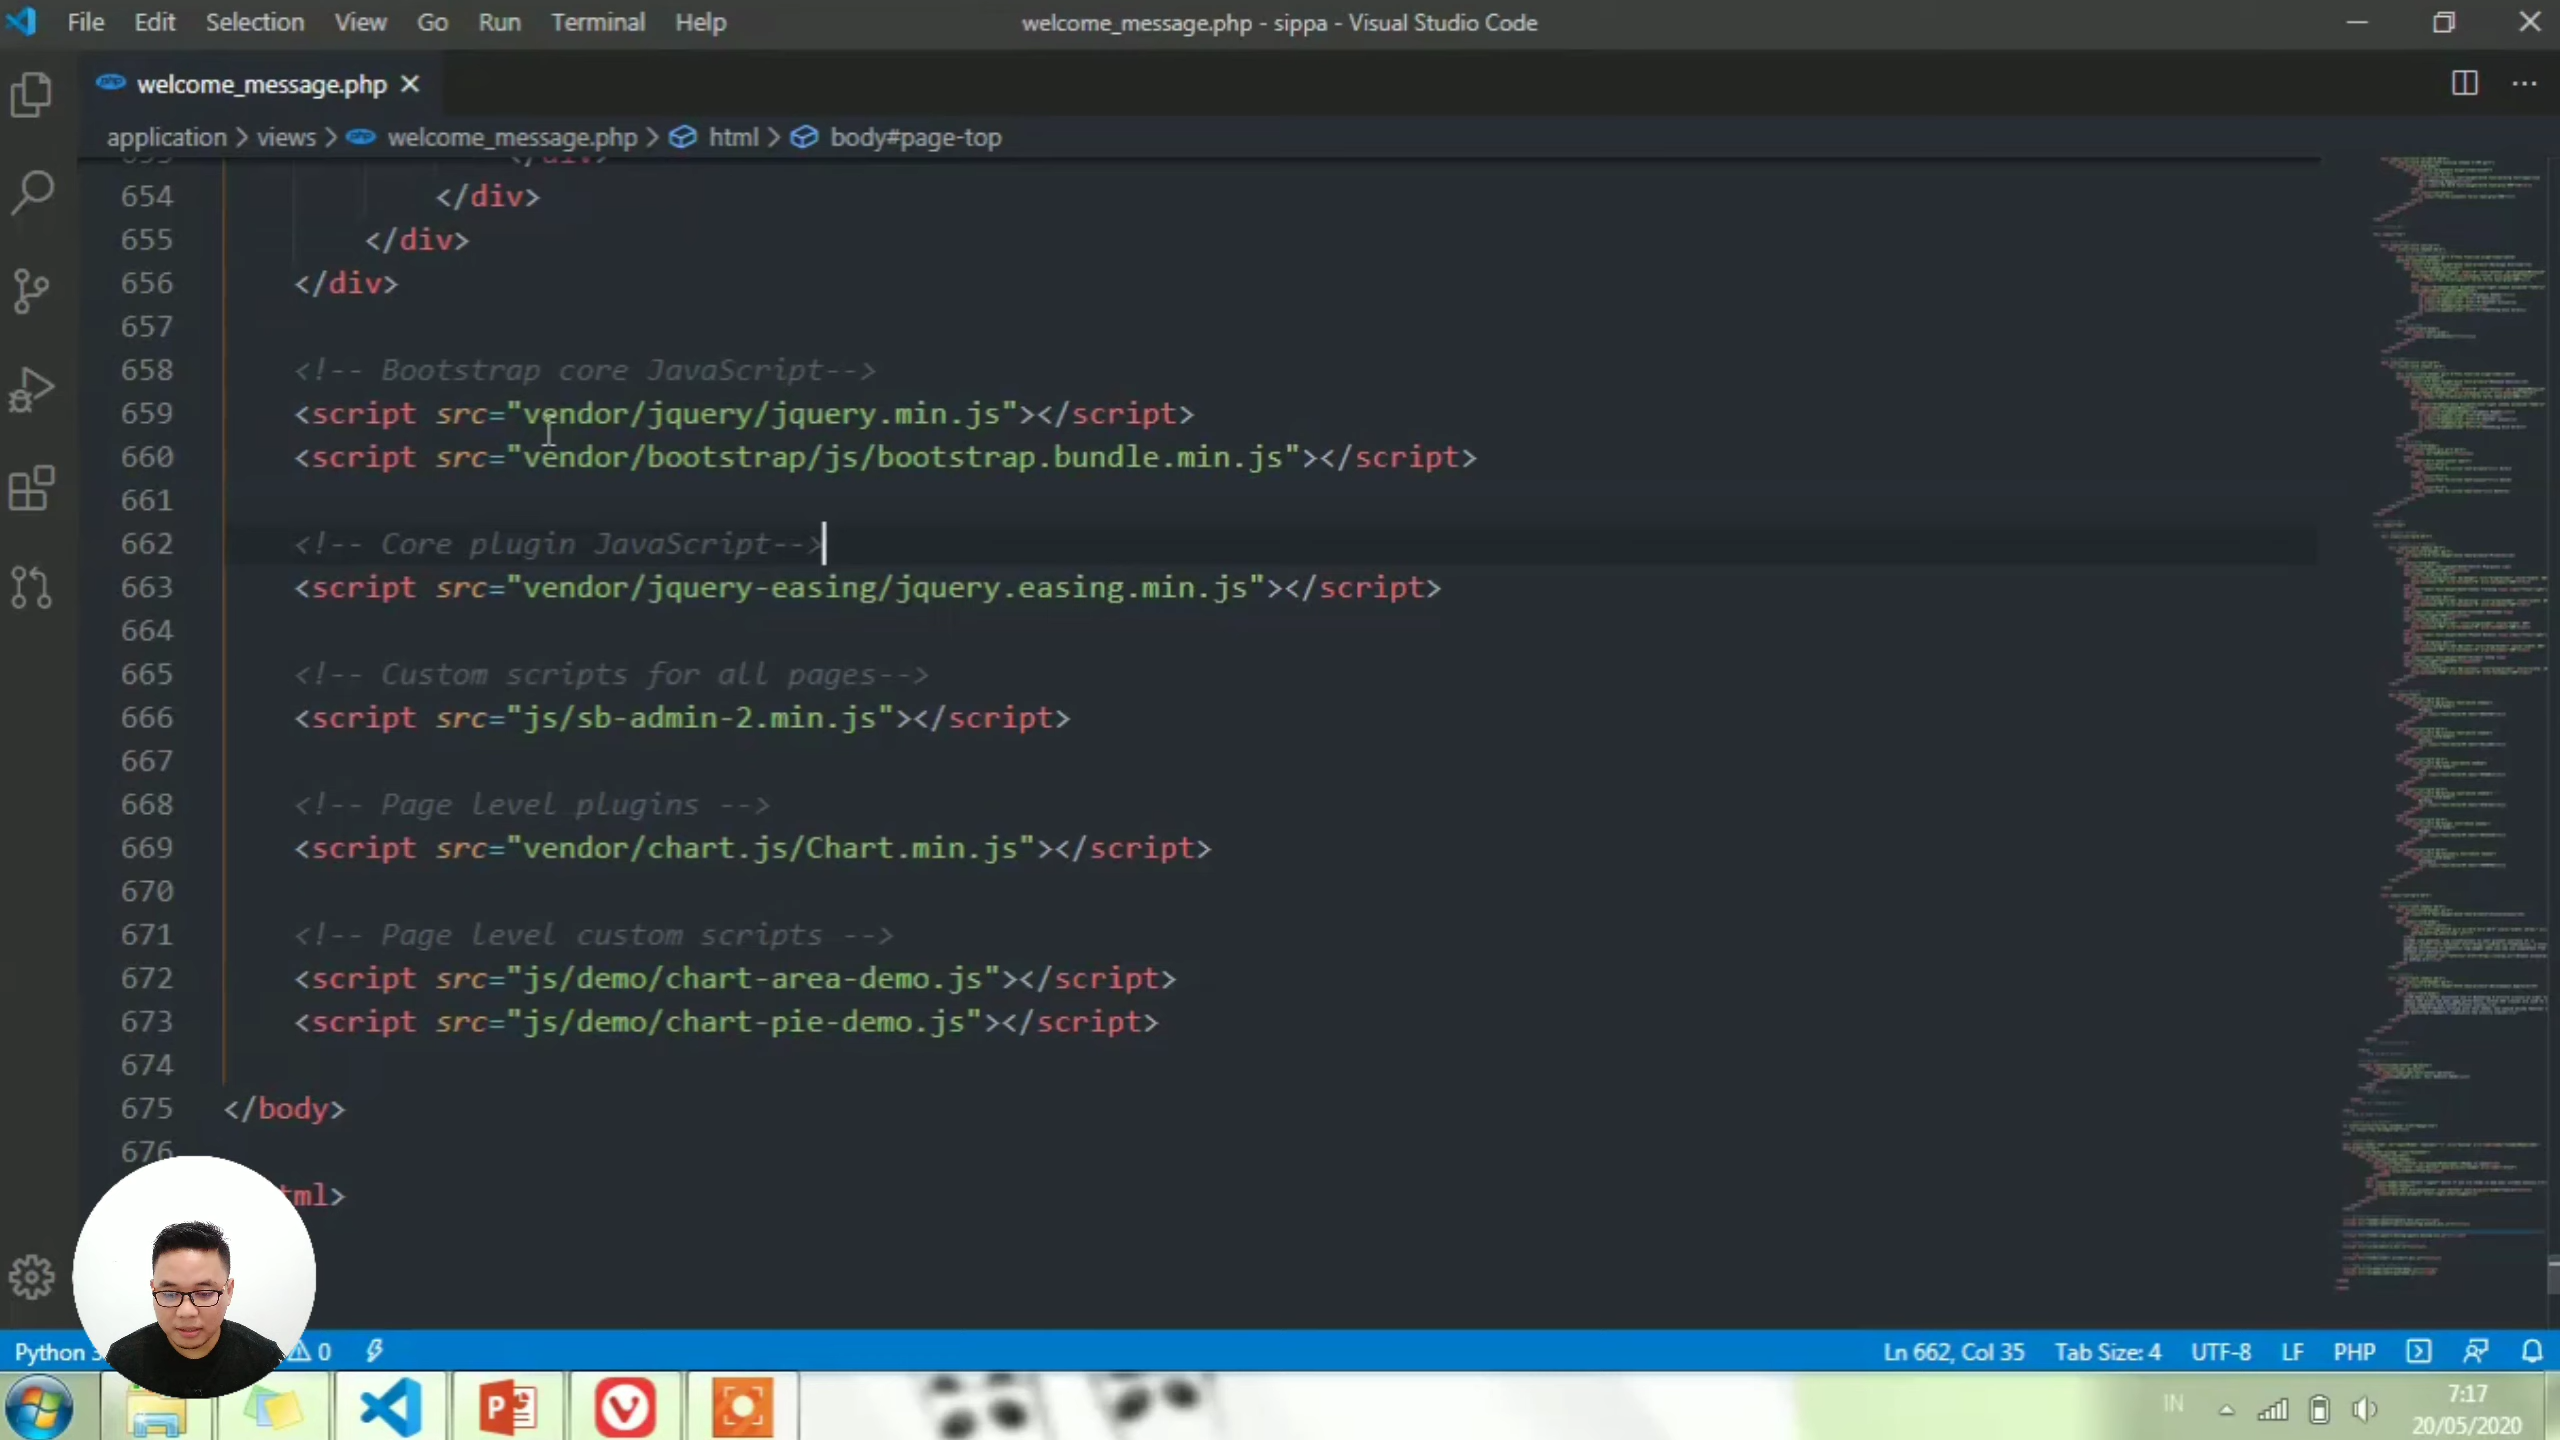 File Edit Selection View Go Run Terminal Help welcome_message.php - sippa - Visual Studio Code
welcome_message.php
application > views > welcome_message.php > html > body#page-top
654 </div>
655 </div>
656 </div>
657
658 <!-- Bootstrap core JavaScript-->
659 <script src="vendor/jquery/jquery.min.js"></script>
660 <script src="vendor/bootstrap/js/bootstrap.bundle.min.js"></script>
661
662 <!-- Core plugin JavaScript-->
663 <script src="vendor/jquery-easing/jquery.easing.min.js"></script>
664
665 <!-- Custom scripts for all pages-->
666 <script src="js/sb-admin-2.min.js"></script>
667
668 <!-- Page level plugins -->
669 <script src="vendor/chart.js/Chart.min.js"></script>
670
671 <!-- Page level custom scripts -->
672 <script src="js/demo/chart-area-demo.js"></script>
673 <script src="js/demo/chart-pie-demo.js"></script>
674
675 </body>
676
tml>
Python 0 Ln 662, Col 35 Tab Size: 4 UTF-8 LF PHP
IN 7:17
20/05/2020